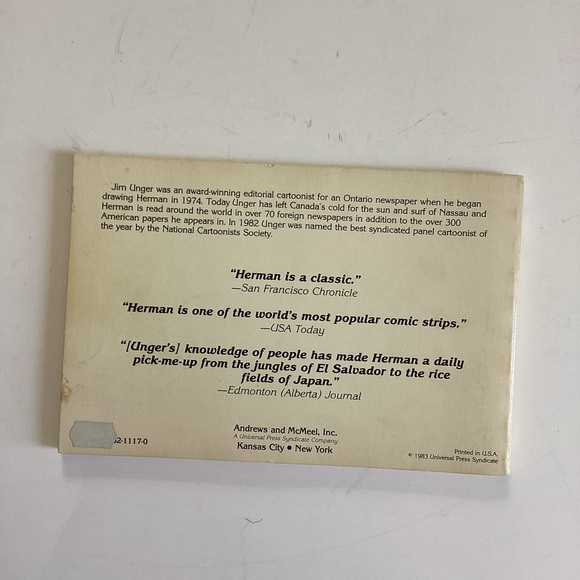 Jim Unger was an award-winning editorial cartoonist for an Ontario newspaper when he began
drawing Herman in 1974. Today Unger has left Canada's cold for the sun and surf of Nassau and
Herman is read around the world in over 70 foreign newspapers in addition to the over 300
American papers he appears in. In 1982 Unger was named the best syndicated panel cartoonist of
the year by the National Cartoonists Society.
"Herman is a classic."
—San Francisco Chronicle
"Herman is one of the world's most popular comic strips."
—USA Today
"[Unger's] knowledge of people has made Herman a daily
pick-me-up from the jungles of El Salvador to the rice
fields of Japan."
—Edmonton (Alberta) Journal
Andrews and McMeel, Inc.
A Universal Press Syndicate Company
Kansas City ● New York
62-1117-0
Printed in U.S.A.
© 1983 Universal Press Syndicate